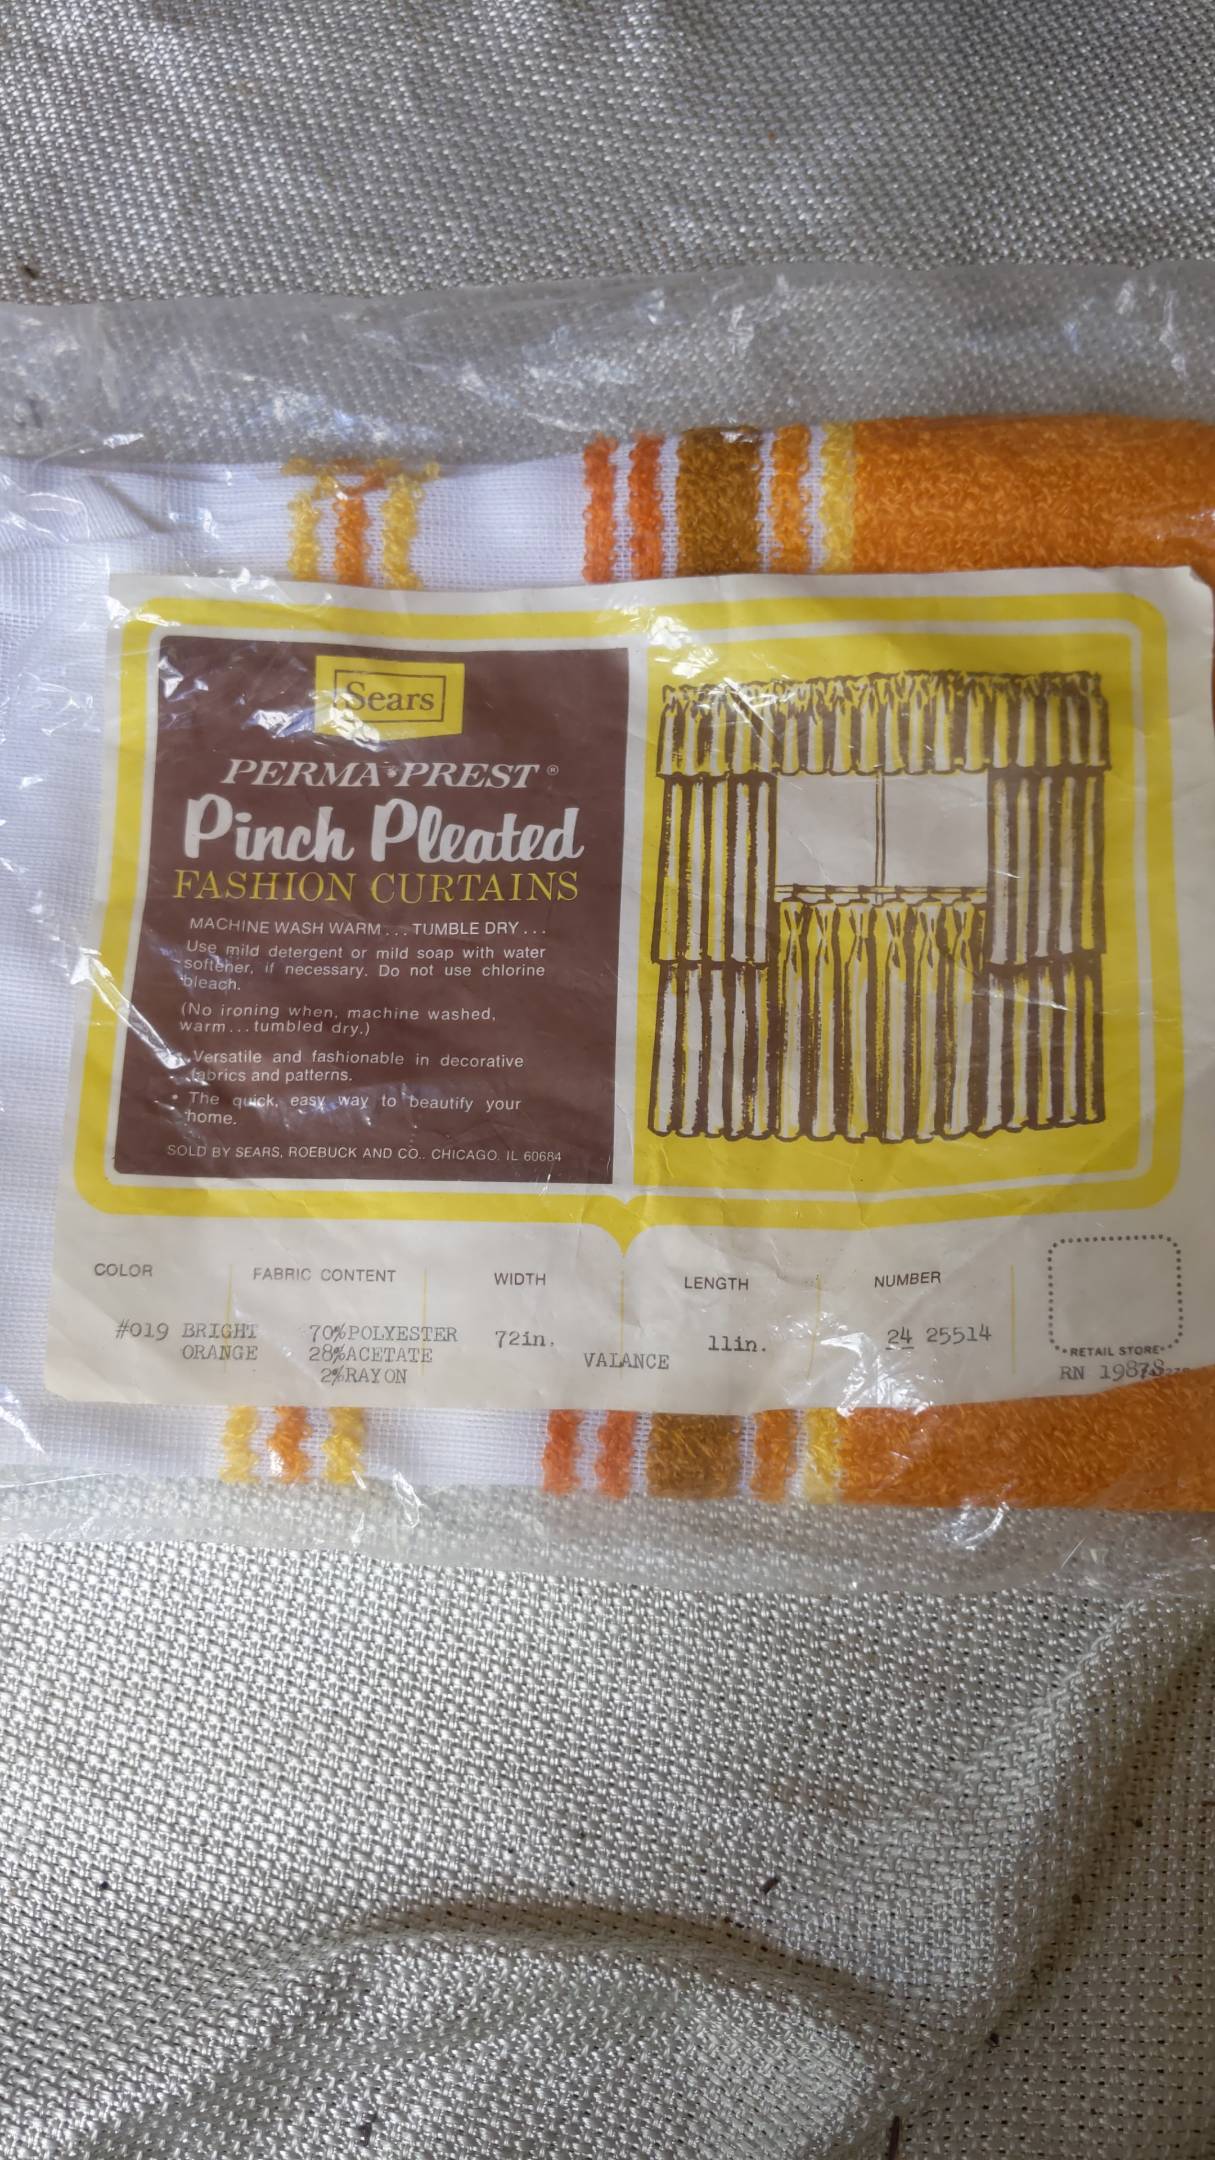 Sears
PERMA•PREST ®
Pinch Pleated
FASHION CURTAINS
MACHINE WASH WARM... TUMBLE DRY...
Use mild detergent or mild soap with water
softener, if necessary. Do not use chlorine
bleach.
(No ironing when, machine washed,
warm... tumbled dry.)
• Versatile and fashionable in decorative
fabrics and patterns.
• The quick, easy way to beautify your
home.
SOLD BY SEARS, ROEBUCK AND CO., CHICAGO, IL 60684
COLOR FABRIC CONTENT WIDTH LENGTH NUMBER
#019 BRIGHT 70%POLYESTER 72in. 11in. 24 25514
ORANGE 28%ACETATE VALANCE
2%RAYON
RETAIL STORE
RN 19878